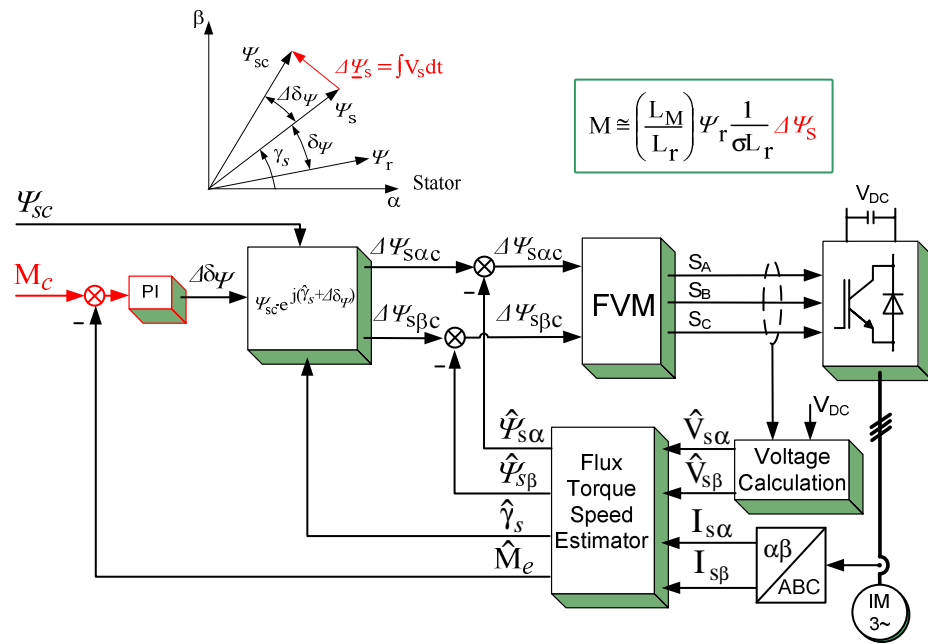 β
Ψsc
ΔΨs = ∫Vsdt
ΔδΨ
Ψs
δΨ
γs
Ψr
α
Stator
M ≅ (LM/Lr) Ψr 1/σLr ΔΨs
VDC
Ψsc
Mc
-
PI
ΔδΨ
Ψsc·e j(γ̂s+ΔδΨ)
ΔΨsαc
ΔΨsαc
-
ΔΨsβc
ΔΨsβc
-
FVM
SA
SB
SC
Ψ̂sα
Ψ̂sβ
γ̂s
M̂e
Flux
Torque
Speed
Estimator
V̂sα
V̂sβ
Isα
Isβ
VDC
Voltage
Calculation
αβ
ABC
IM
3~